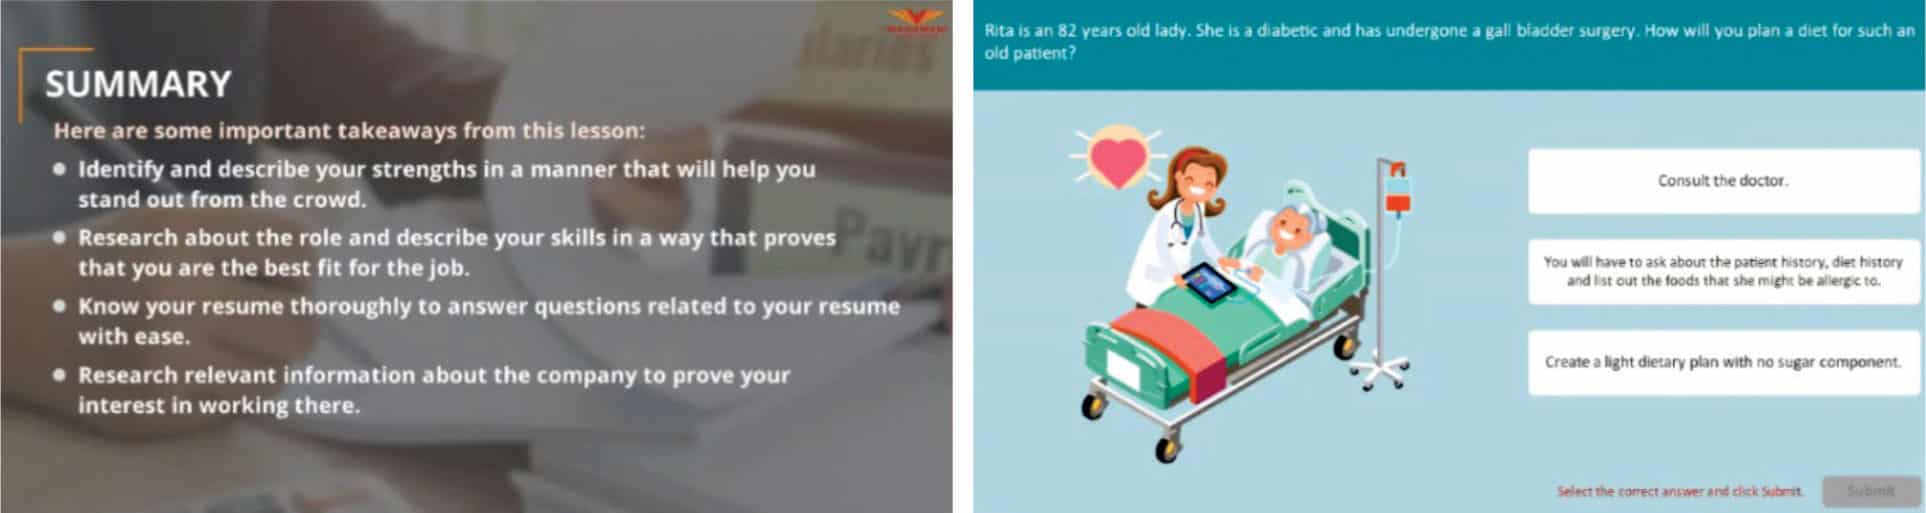 SUMMARY
Here are some important takeaways from this lesson:
Identify and describe your strengths in a manner that will help you
stand out from the crowd.
Research about the role and describe your skills in a way that proves
that you are the best fit for the job.
Know your resume thoroughly to answer questions related to your resume
with ease.
Research relevant information about the company to prove your
interest in working there.
alaries
Payr
Rita is an 82 years old lady. She is a diabetic and has undergone a gall bladder surgery. How will you plan a diet for such an
old patient?
Consult the doctor.
You will have to ask about the patient history, diet history
and list out the foods that she might be allergic to.
Create a light dietary plan with no sugar component.
Select the correct answer and click Submit.
Submit